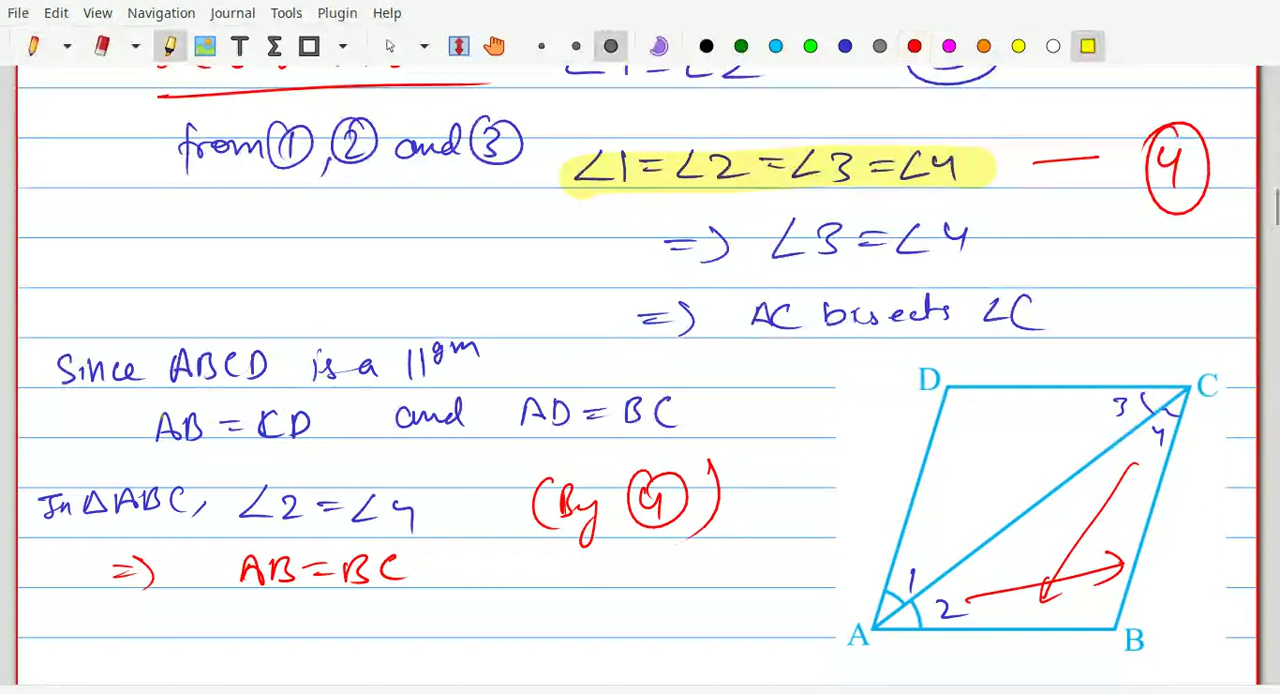 File Edit View Navigation Journal Tools Plugin Help
∠1=∠2
from ①, ② and ③
∠1=∠2=∠3=∠4 — ④
=> ∠3=∠4
=> AC bisects ∠C
Since ABCD is a ||gm
AB = CD and AD = BC
In △ABC, ∠2=∠4 (By ④)
=> AB=BC
D C
3
4
1
2
A B